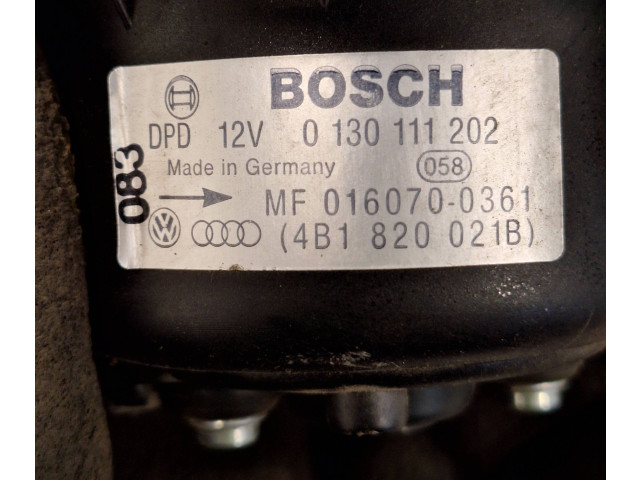 BOSCH
DPD 12V 0 130 111 202
Made in Germany 058
MF 016070-0361
(4B1 820 021B)
083